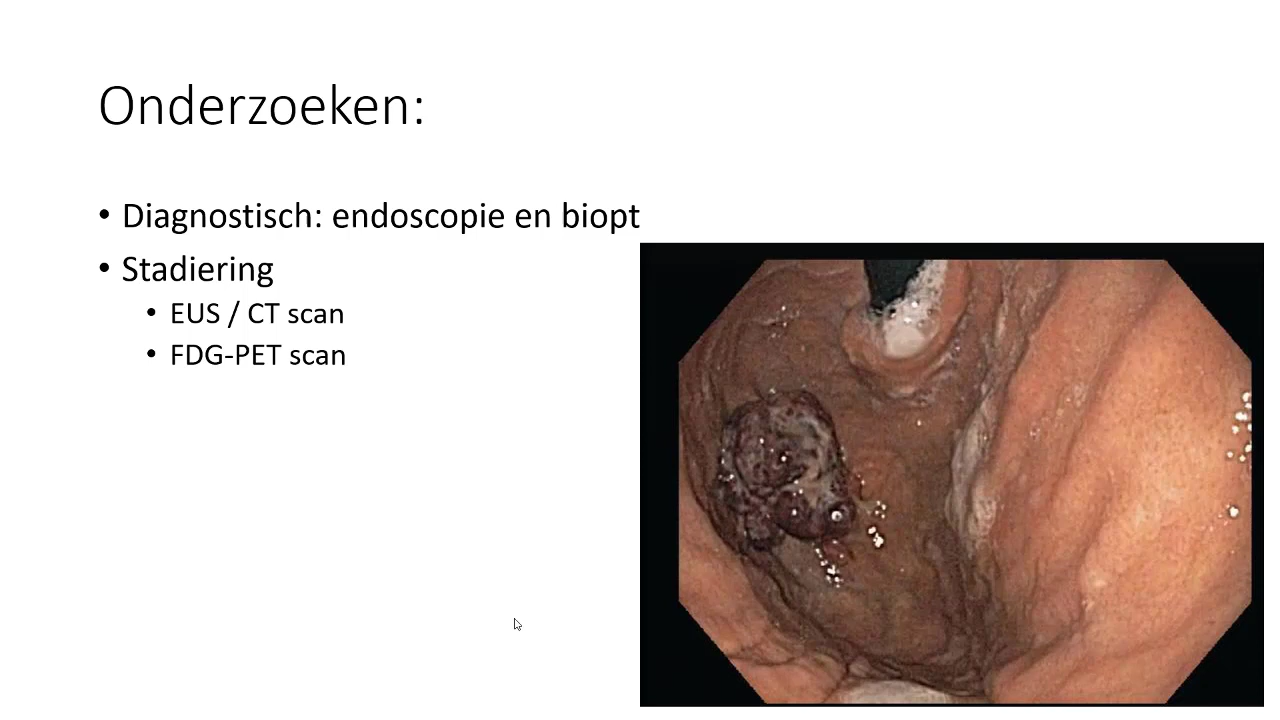 Onderzoeken:
• Diagnostisch: endoscopie en biopt
• Stadiering
• EUS / CT scan
• FDG-PET scan